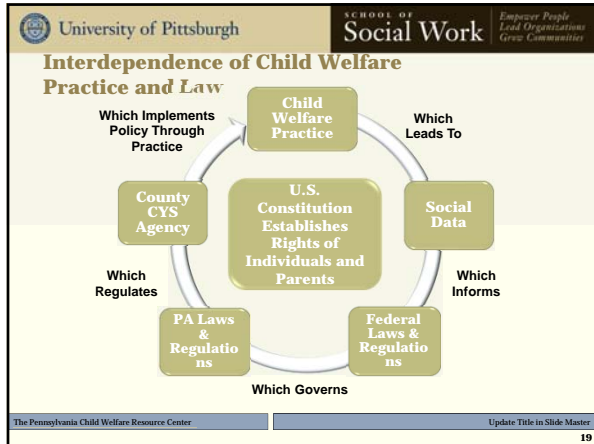 University of Pittsburgh
SCHOOL OF
Social Work
Empower People
Lead Organizations
Grow Communities
Interdependence of Child Welfare
Practice and Law
Child
Welfare
Practice
Which
Leads To
Social
Data
Which
Informs
Federal
Laws &
Regulatio
ns
Which Governs
PA Laws
&
Regulatio
ns
Which
Regulates
County
CYS
Agency
Which Implements
Policy Through
Practice
U.S.
Constitution
Establishes
Rights of
Individuals and
Parents
The Pennsylvania Child Welfare Resource Center
Update Title in Slide Master
19